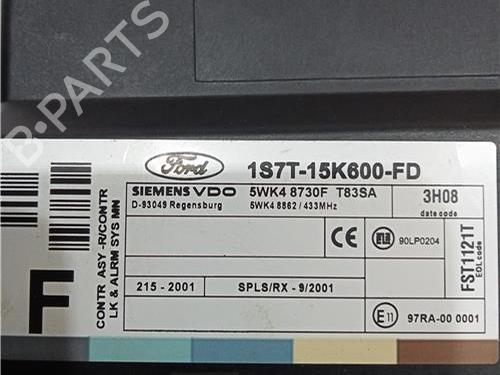 B-PARTS
Ford
1S7T-15K600-FD
SIEMENS VDO
D-93049 Regensburg
5WK4 8730F T83SA
5WK4 8862 / 433MHz
3H08
date code
90LP0204
FST1121T
EOL code
215 - 2001
SPLS/RX - 9/2001
E11
97RA-00 0001
CONTR ASY -R/CONTR
LK & ALRM SYS MN
F